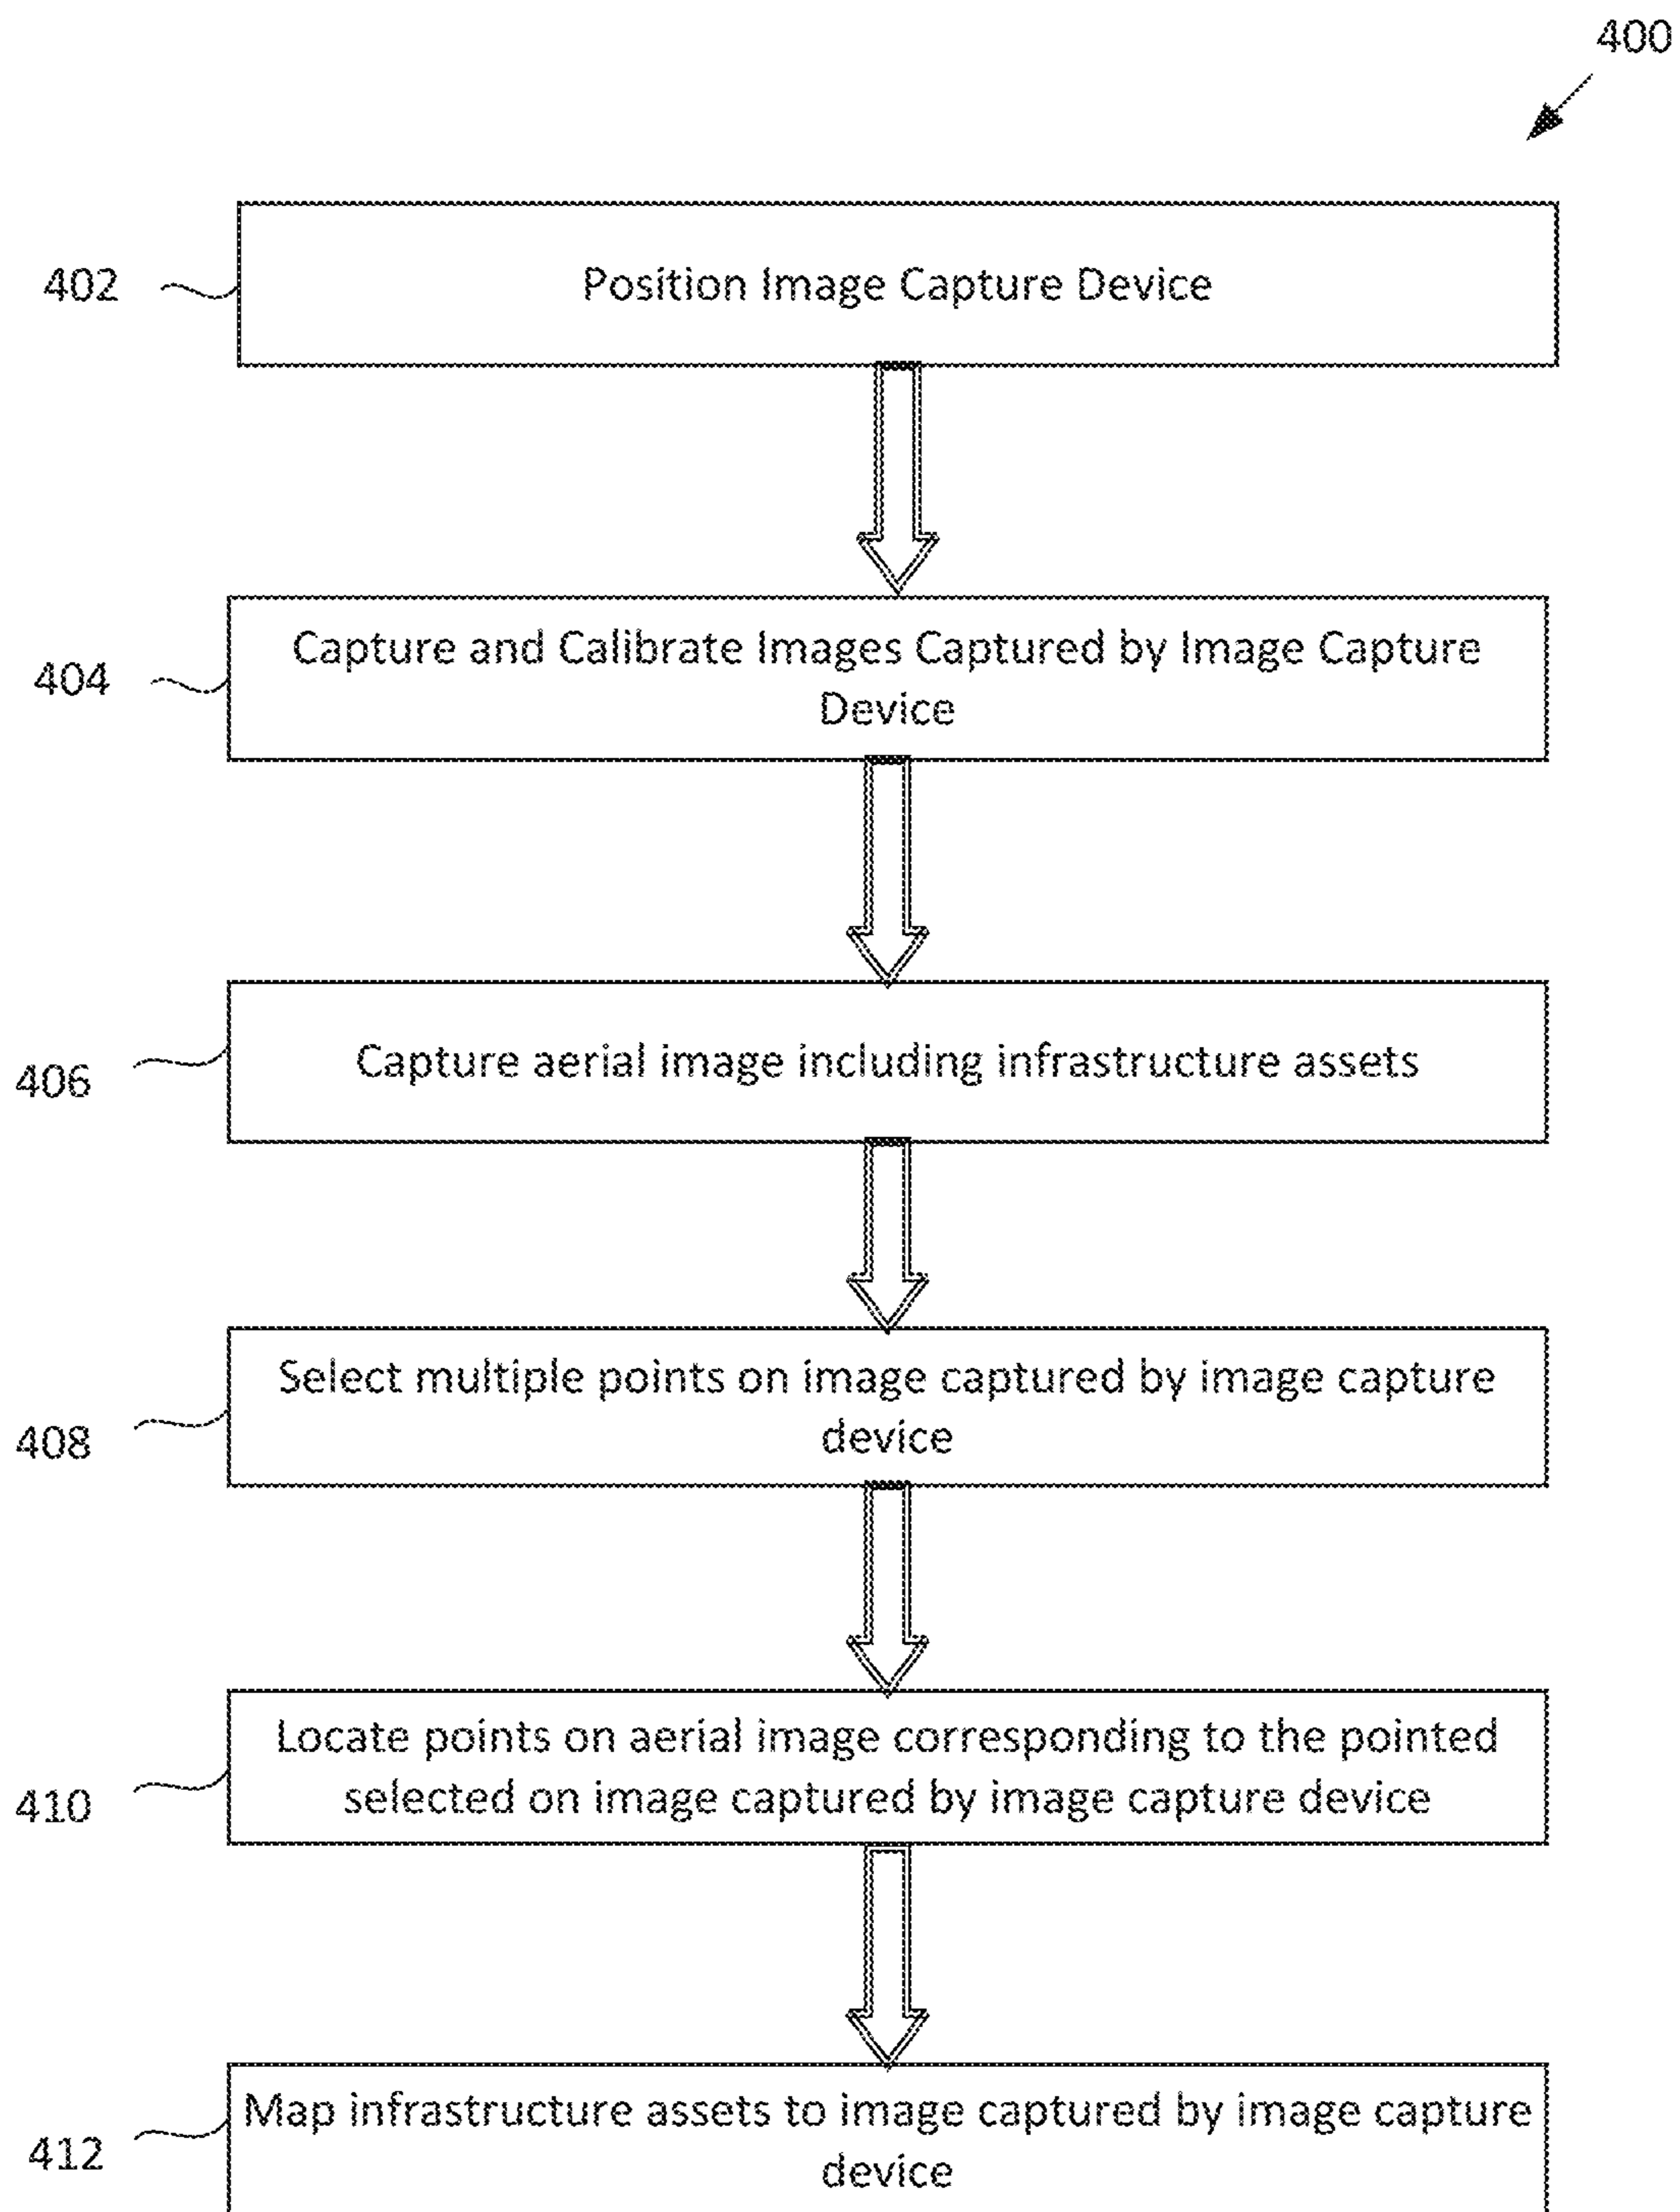 400
402
Position Image Capture Device
404
Capture and Calibrate Images Captured by Image Capture
Device
406
Capture aerial image including infrastructure assets
408
Select multiple points on image captured by image capture
device
410
Locate points on aerial image corresponding to the pointed
selected on image captured by image capture device
412
Map infrastructure assets to image captured by image capture
device